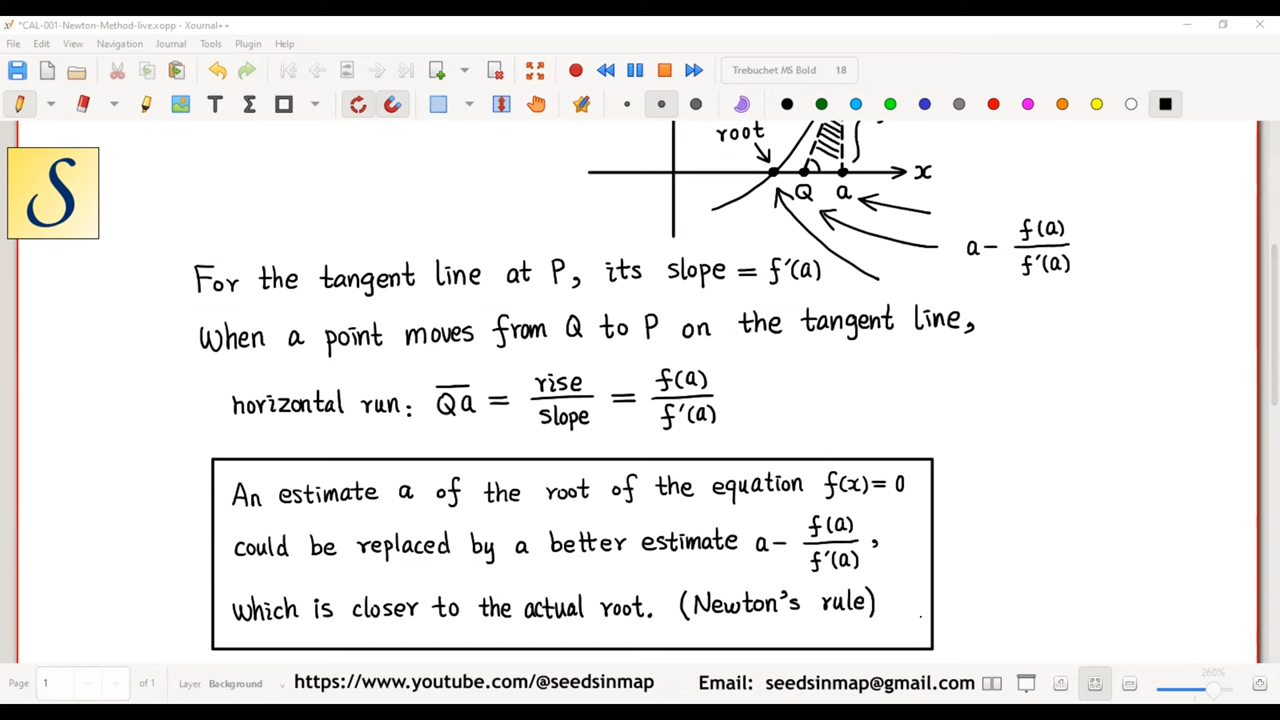 *CAL-001-Newton-Method-live.xopp - Xournal++
File Edit View Navigation Journal Tools Plugin Help
Trebuchet MS Bold 18
root
x
Q a
S
a - f(a)/f'(a)
For the tangent line at P, its slope = f'(a)
When a point moves from Q to P on the tangent line,
horizontal run: Q̅a̅ = rise/slope = f(a)/f'(a)
An estimate a of the root of the equation f(x)=0
could be replaced by a better estimate a - f(a)/f'(a),
which is closer to the actual root. (Newton's rule)
Page 1 of 1 Layer Background https://www.youtube.com/@seedsinmap Email: seedsinmap@gmail.com 260%